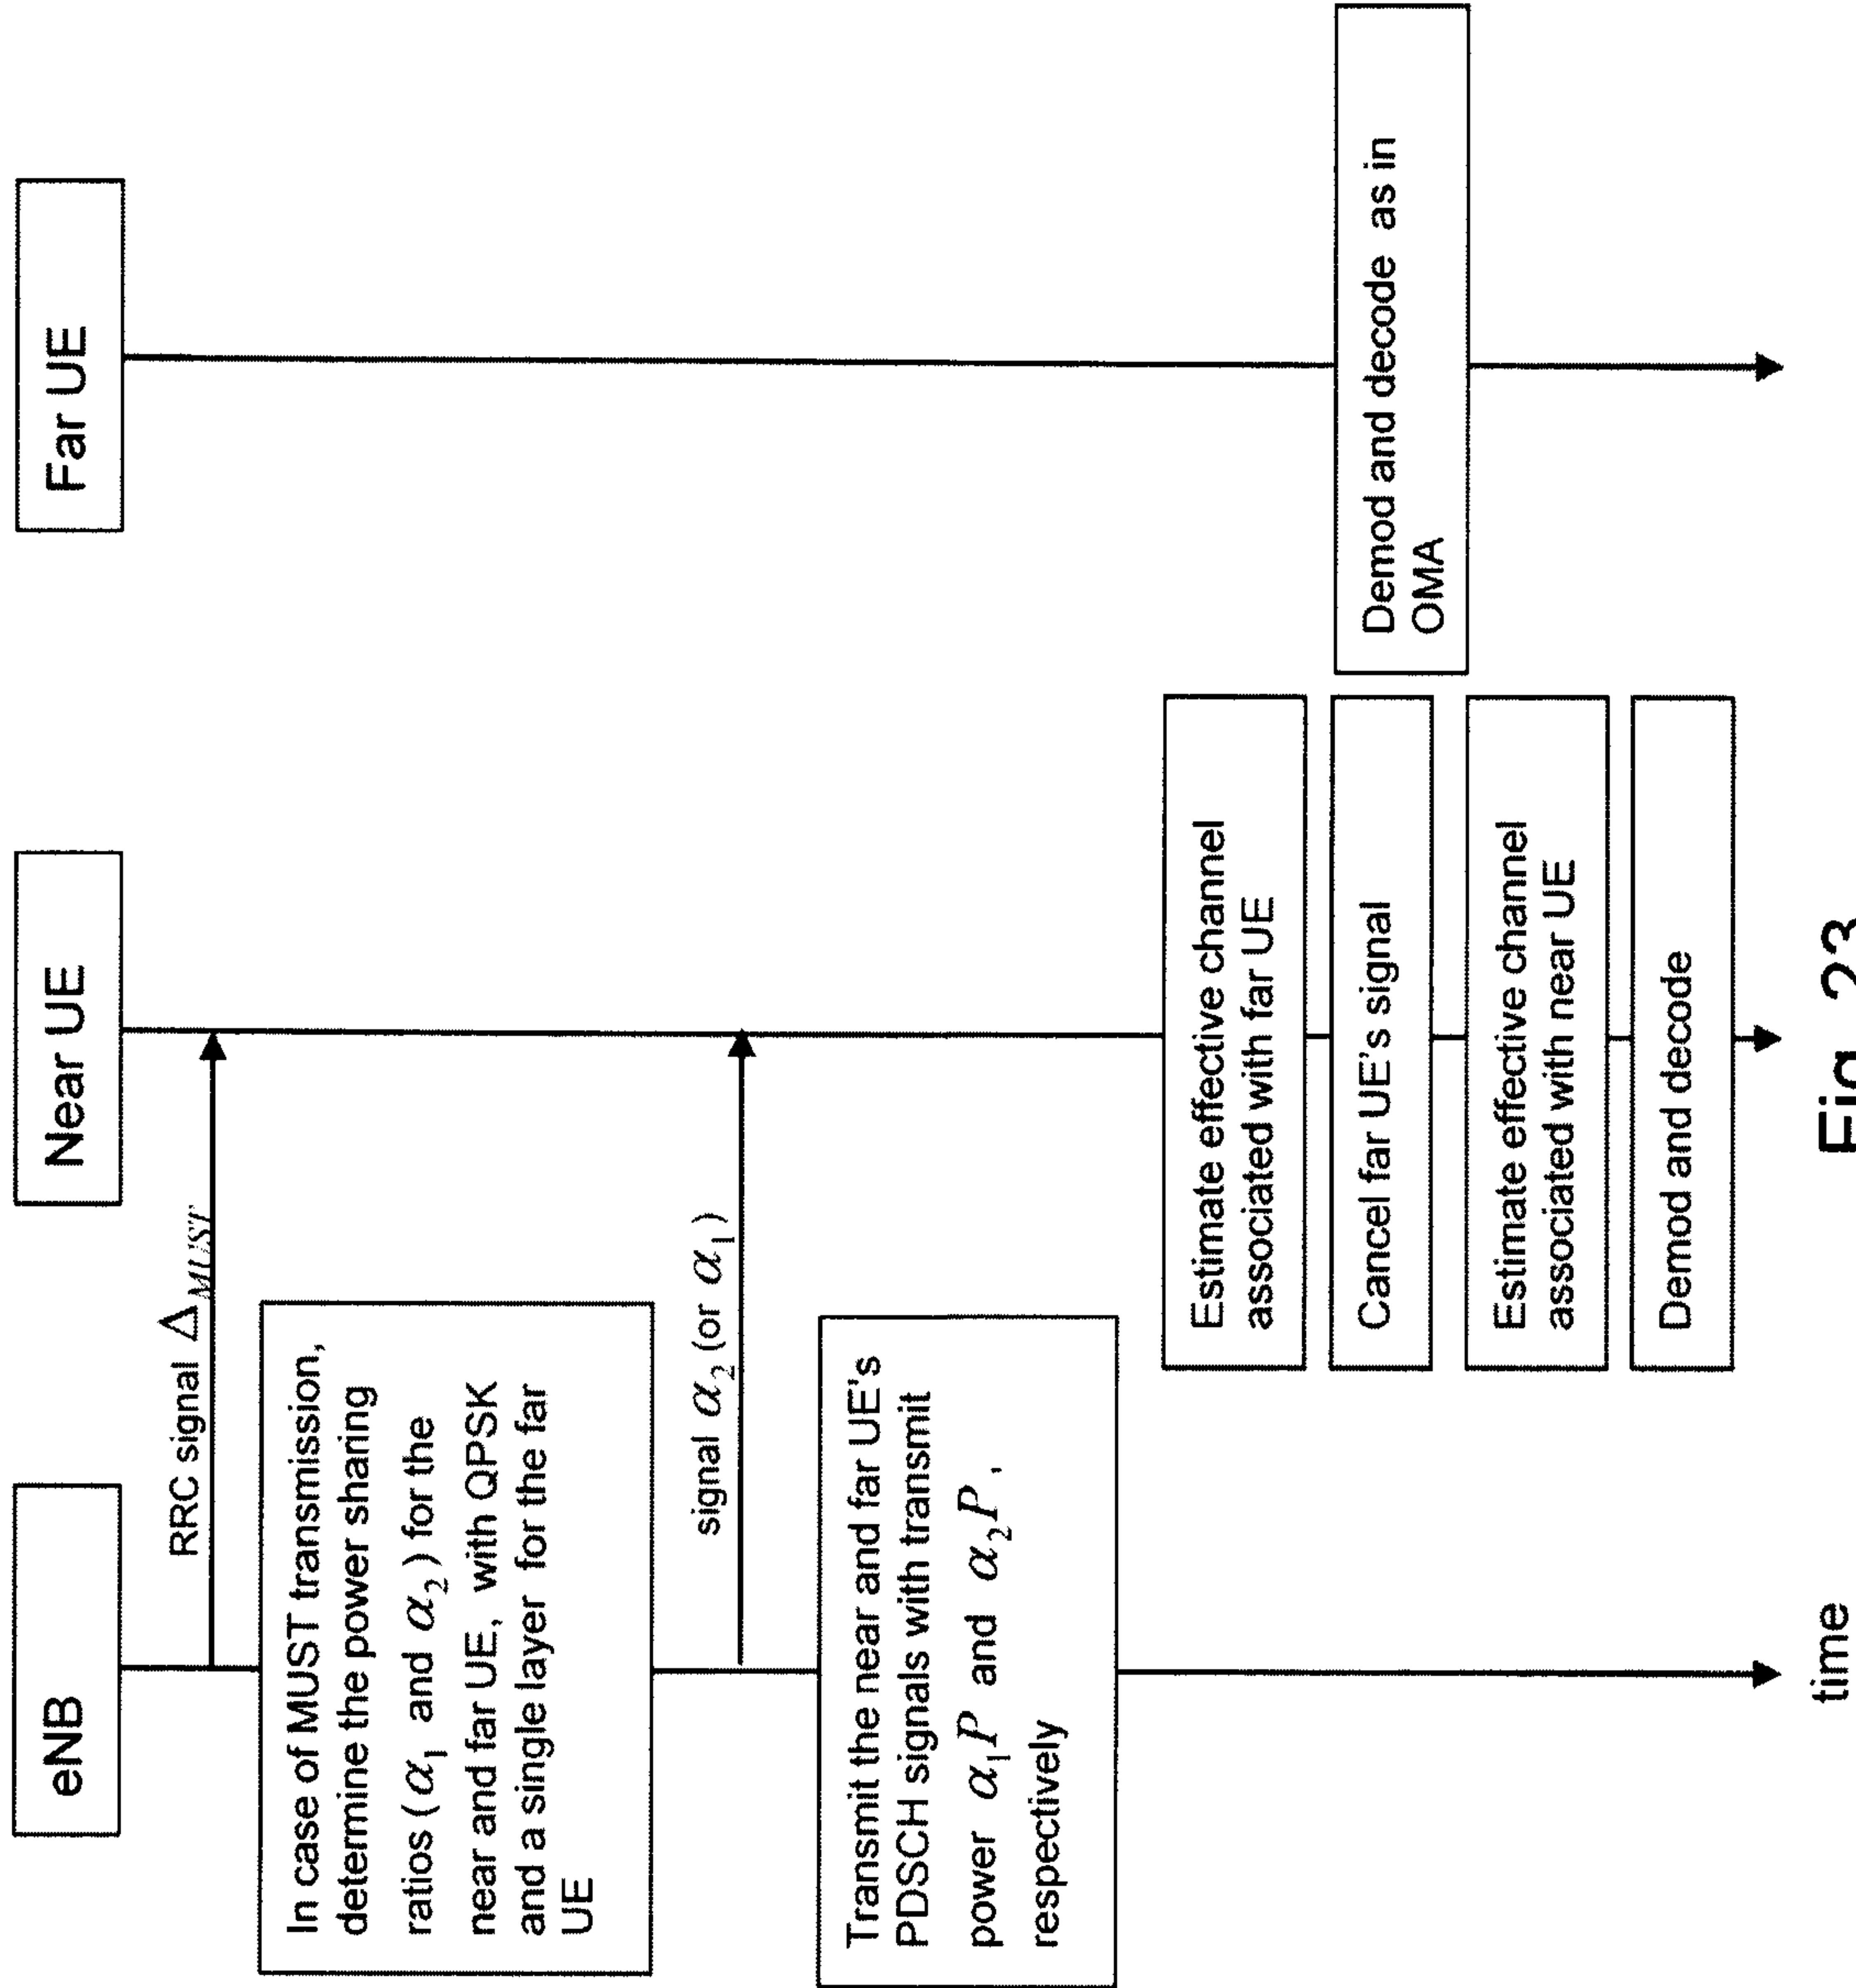 eNB
Near UE
Far UE
RRC signal Δ_MUST
In case of MUST transmission,
determine the power sharing
ratios (α₁ and α₂) for the
near and far UE, with QPSK
and a single layer for the far
UE
signal α₂ (or α₁)
Transmit the near and far UE's
PDSCH signals with transmit
power α₁P and α₂P,
respectively
Estimate effective channel
associated with far UE
Cancel far UE's signal
Estimate effective channel
associated with near UE
Demod and decode
Demod and decode as in
OMA
time
Fig. 23